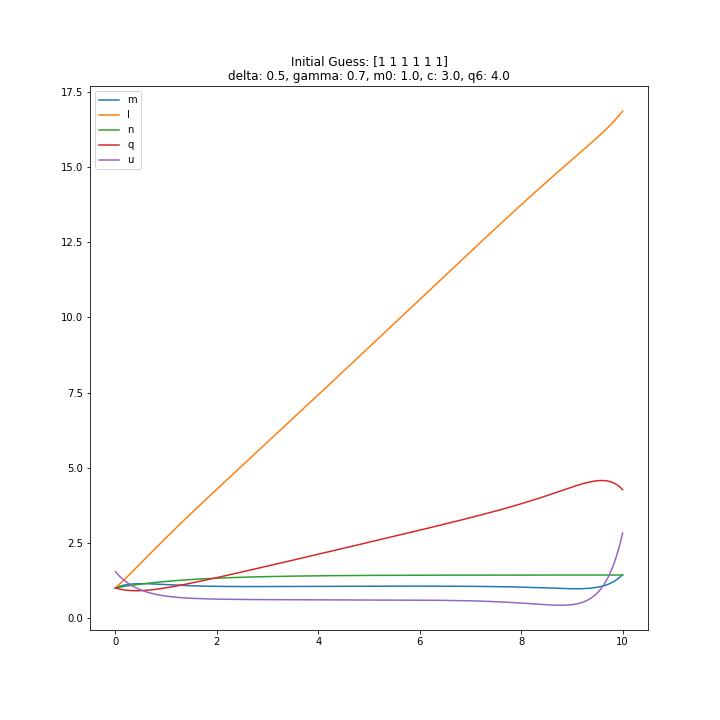 Initial Guess: [1 1 1 1 1 1]
delta: 0.5, gamma: 0.7, m0: 1.0, c: 3.0, q6: 4.0
17.5
15.0
12.5
10.0
7.5
5.0
2.5
0.0
m
l
n
q
u
0 2 4 6 8 10